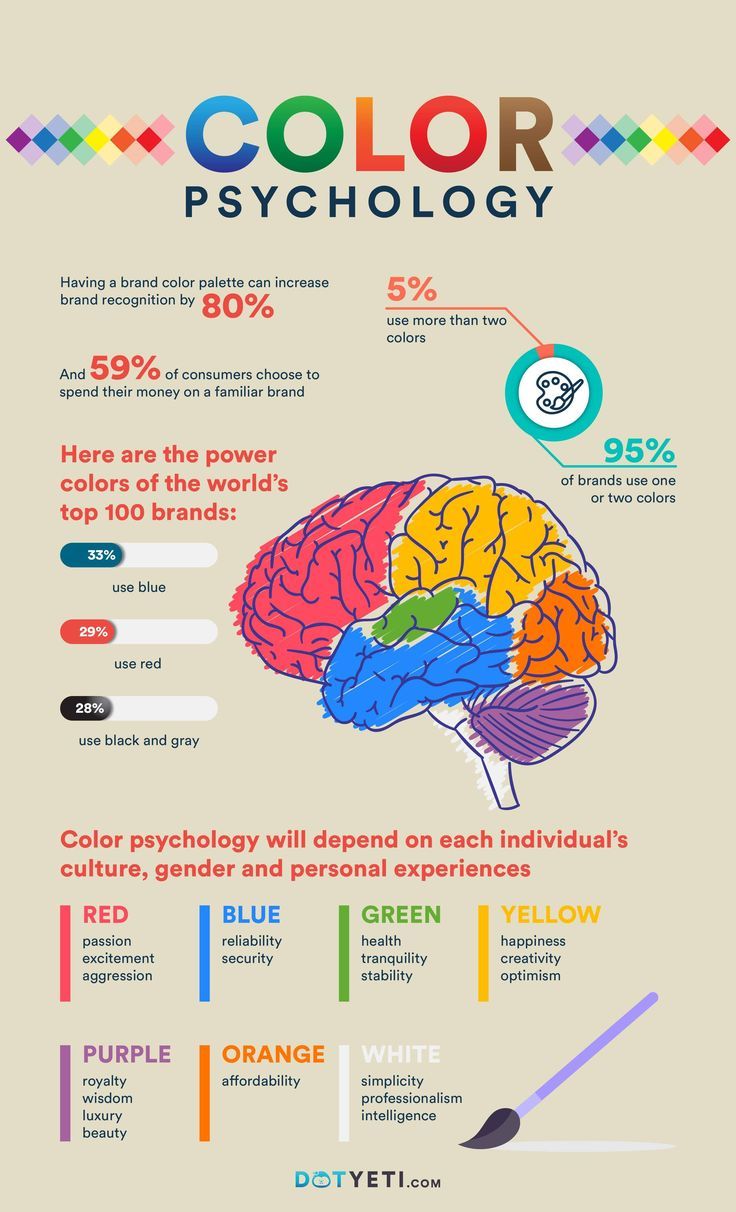 COLOR
PSYCHOLOGY
Having a brand color palette can increase
brand recognition by 80%
And 59% of consumers choose to
spend their money on a familiar brand
5%
use more than two
colors
95%
of brands use one
or two colors
Here are the power
colors of the world's
top 100 brands:
33%
use blue
29%
use red
28%
use black and gray
Color psychology will depend on each individual's
culture, gender and personal experiences
RED
passion
excitement
aggression
BLUE
reliability
security
GREEN
health
tranquility
stability
YELLOW
happiness
creativity
optimism
PURPLE
royalty
wisdom
luxury
beauty
ORANGE
affordability
WHITE
simplicity
professionalism
intelligence
DOTYETI.COM